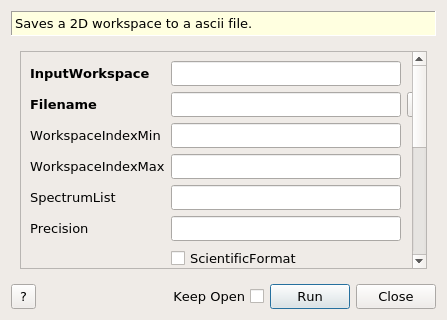 Saves a 2D workspace to a ascii file.
InputWorkspace
Filename
WorkspaceIndexMin
WorkspaceIndexMax
SpectrumList
Precision
ScientificFormat
? Keep Open Run Close